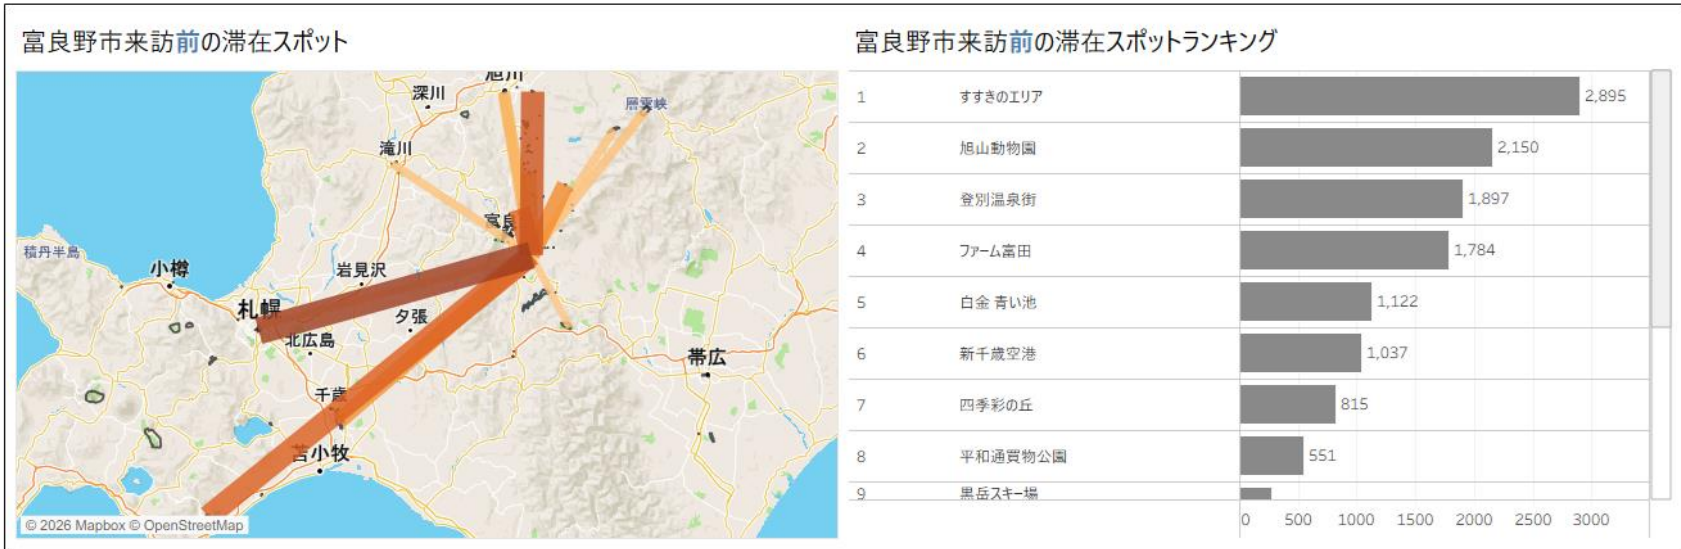 富良野市来訪前の滞在スポット
旭川
深川
層雲峡
滝川
富良
積丹半島
小樽
岩見沢
札幌
夕張
北広島
帯広
千歳
苫小牧
© 2026 Mapbox © OpenStreetMap
富良野市来訪前の滞在スポットランキング
1 すすきのエリア 2,895
2 旭山動物園 2,150
3 登別温泉街 1,897
4 ファーム富田 1,784
5 白金 青い池 1,122
6 新千歳空港 1,037
7 四季彩の丘 815
8 平和通買物公園 551
9 黒岳スキー場
0 500 1000 1500 2000 2500 3000